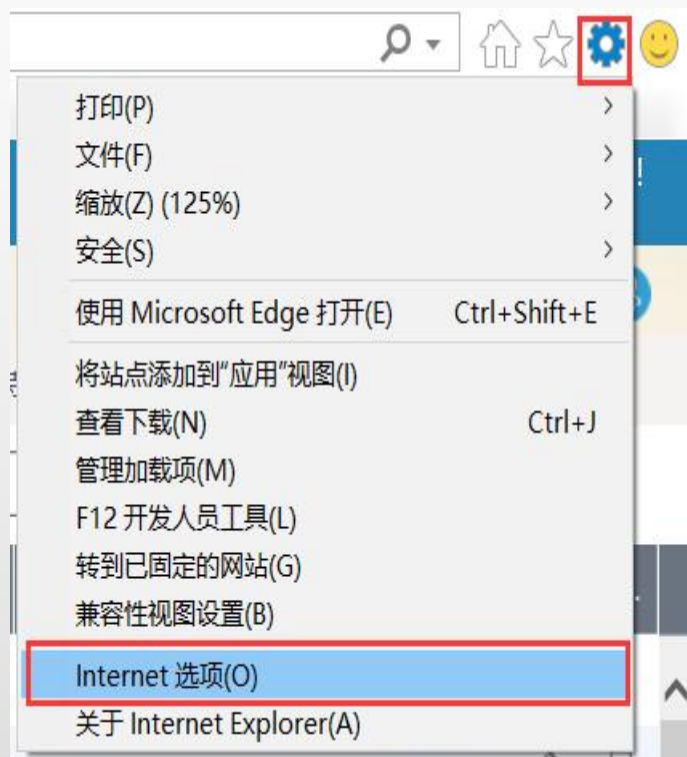 打印(P)
文件(F)
缩放(Z) (125%)
安全(S)
使用 Microsoft Edge 打开(E) Ctrl+Shift+E
将站点添加到"应用"视图(I)
查看下载(N) Ctrl+J
管理加载项(M)
F12 开发人员工具(L)
转到已固定的网站(G)
兼容性视图设置(B)
Internet 选项(O)
关于 Internet Explorer(A)